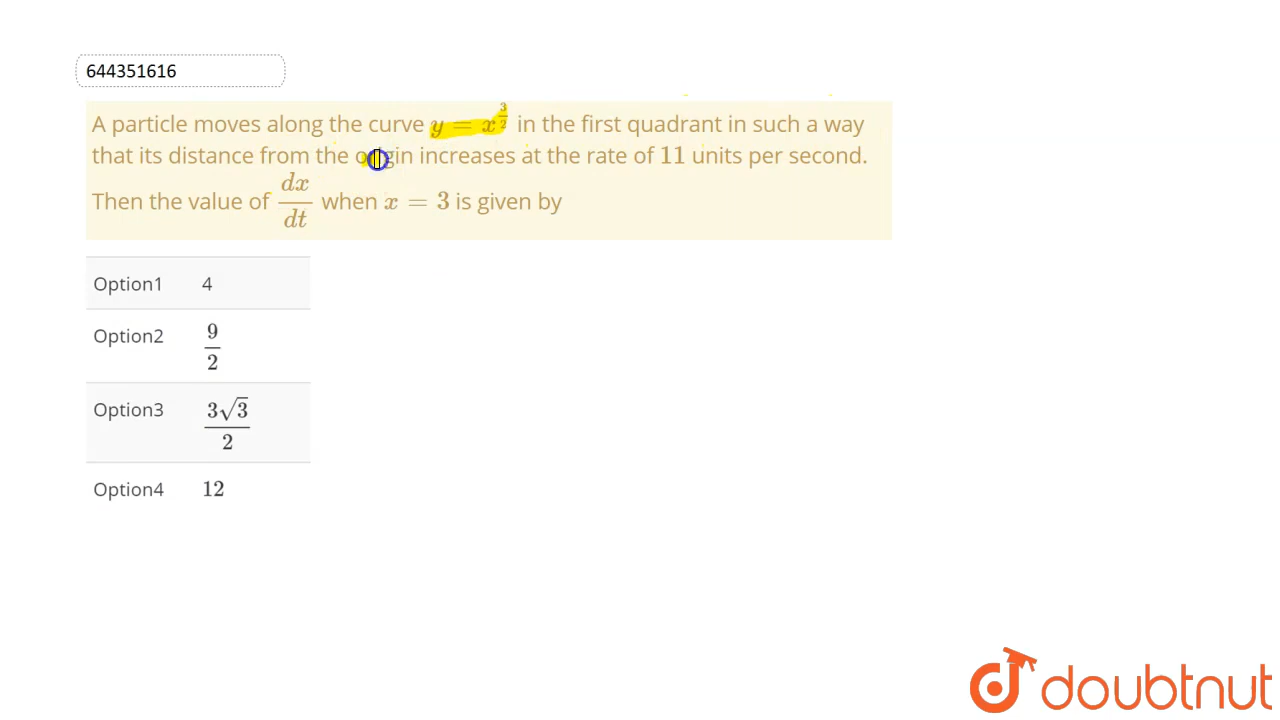 644351616
A particle moves along the curve y = x^{3/2} in the first quadrant in such a way
that its distance from the origin increases at the rate of 11 units per second.
Then the value of dx/dt when x = 3 is given by
Option1 4
Option2 9/2
Option3 3√3/2
Option4 12
doubtnut